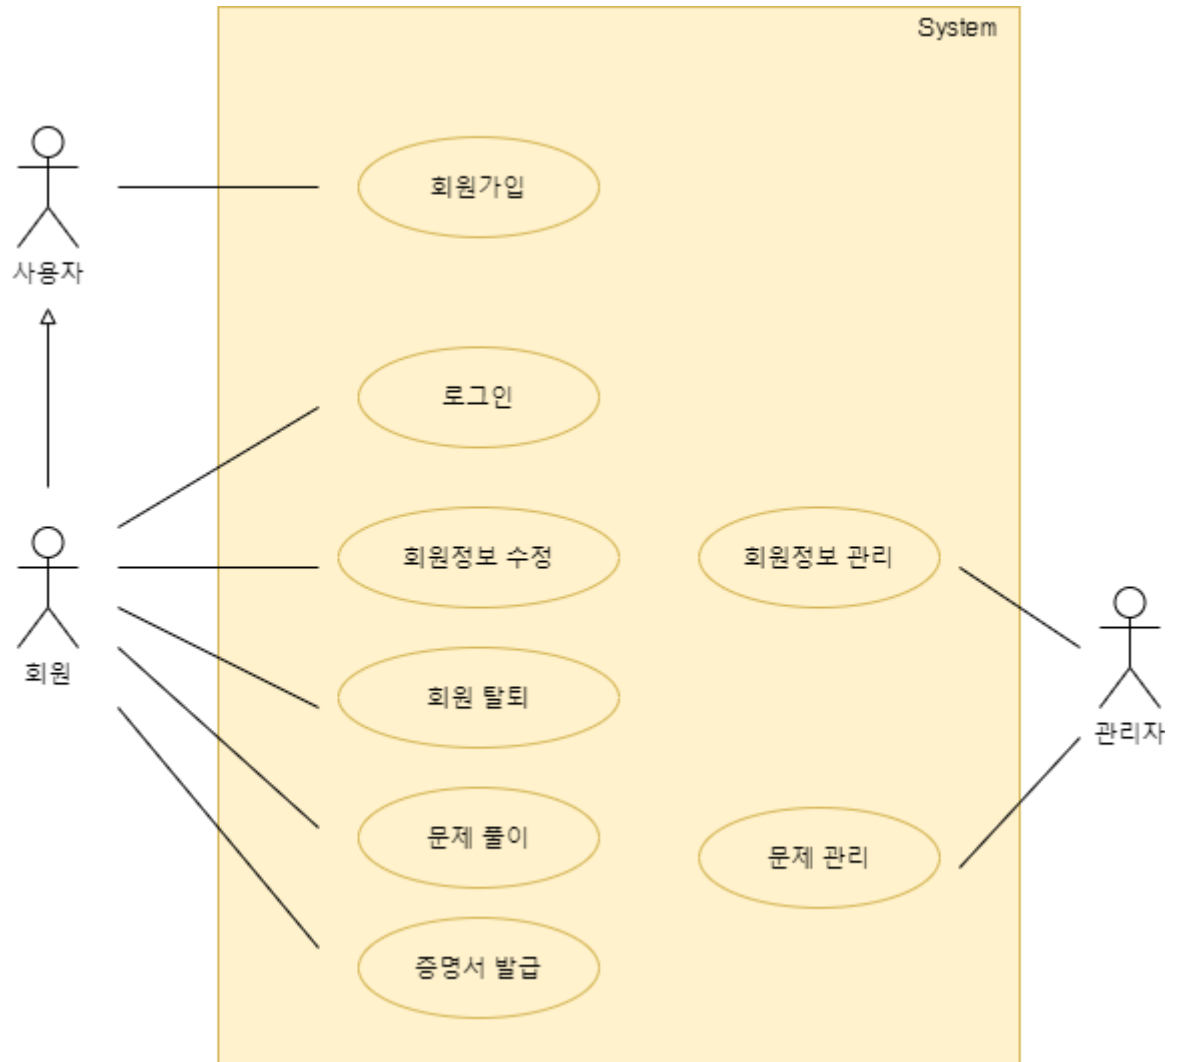 System
회원가입
사용자
로그인
회원정보 수정
회원정보 관리
회원
회원 탈퇴
관리자
문제 풀이
문제 관리
증명서 발급